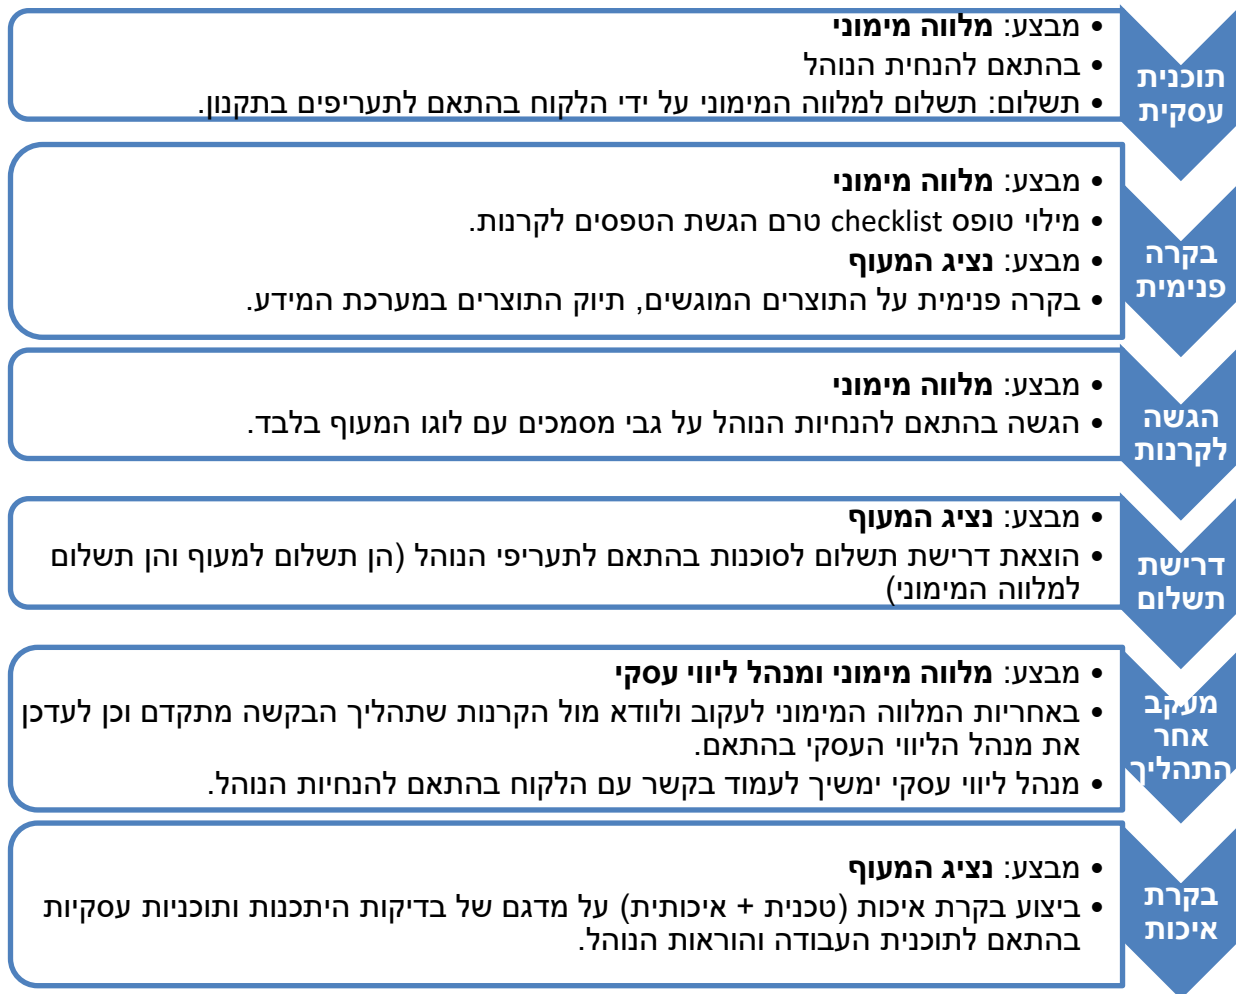 תוכנית
עסקית
• מבצע: מלווה מימוני
• בהתאם להנחית הנוהל
• תשלום: תשלום למלווה המימוני על ידי הלקוח בהתאם לתעריפים בתקנון.
בקרה
פנימית
• מבצע: מלווה מימוני
• מילוי טופס checklist טרם הגשת הטפסים לקרנות.
• מבצע: נציג המעוף
• בקרה פנימית על התוצרים המוגשים, תיוק התוצרים במערכת המידע.
הגשה
לקרנות
• מבצע: מלווה מימוני
• הגשה בהתאם להנחיות הנוהל על גבי מסמכים עם לוגו המעוף בלבד.
דרישת
תשלום
• מבצע: נציג המעוף
• הוצאת דרישת תשלום לסוכנות בהתאם לתעריפי הנוהל (הן תשלום למעוף והן תשלום
למלווה המימוני)
מעקב
אחר
התהליך
• מבצע: מלווה מימוני ומנהל ליווי עסקי
• באחריות המלווה המימוני לעקוב ולוודא מול הקרנות שתהליך הבקשה מתקדם וכן לעדכן
את מנהל הליווי העסקי בהתאם.
• מנהל ליווי עסקי ימשיך לעמוד בקשר עם הלקוח בהתאם להנחיות הנוהל.
בקרת
איכות
• מבצע: נציג המעוף
• ביצוע בקרת איכות (טכנית + איכותית) על מדגם של בדיקות היתכנות ותוכניות עסקיות
בהתאם לתוכנית העבודה והוראות הנוהל.